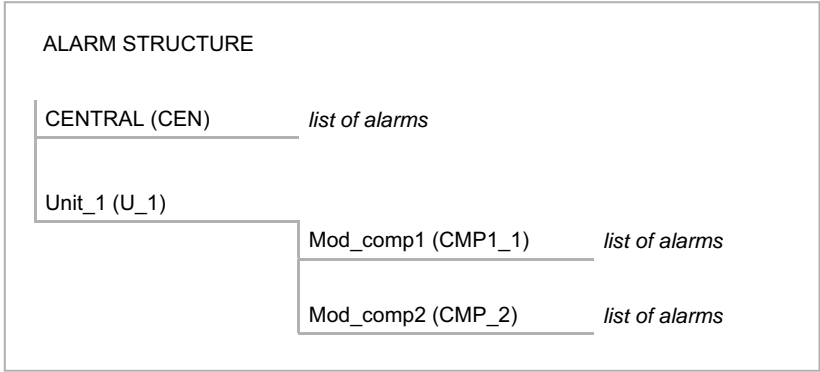 ALARM STRUCTURE
CENTRAL (CEN) list of alarms
Unit_1 (U_1)
Mod_comp1 (CMP1_1) list of alarms
Mod_comp2 (CMP_2) list of alarms